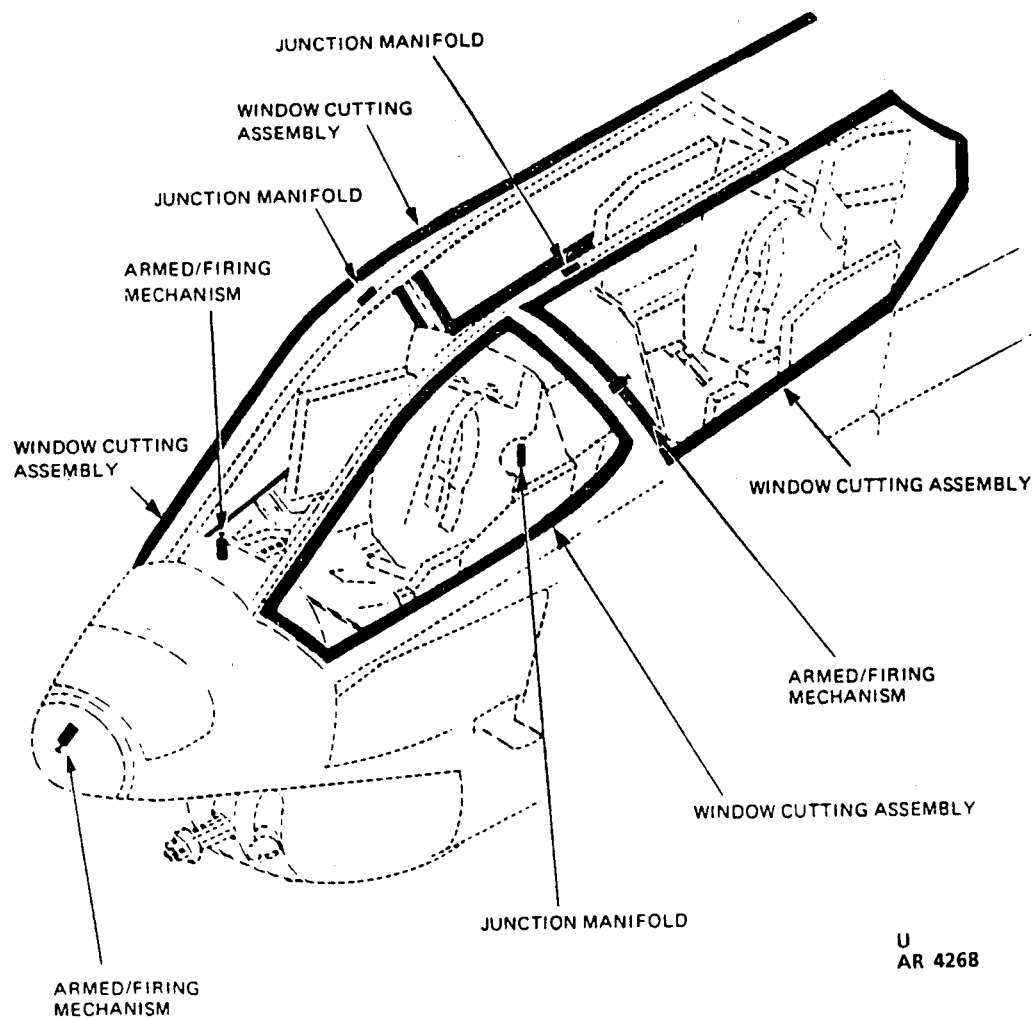 JUNCTION MANIFOLD
WINDOW CUTTING
ASSEMBLY
JUNCTION MANIFOLD
ARMED/FIRING
MECHANISM
WINDOW CUTTING
ASSEMBLY
WINDOW CUTTING ASSEMBLY
ARMED/FIRING
MECHANISM
WINDOW CUTTING ASSEMBLY
JUNCTION MANIFOLD
U
AR 4268
ARMED/FIRING
MECHANISM